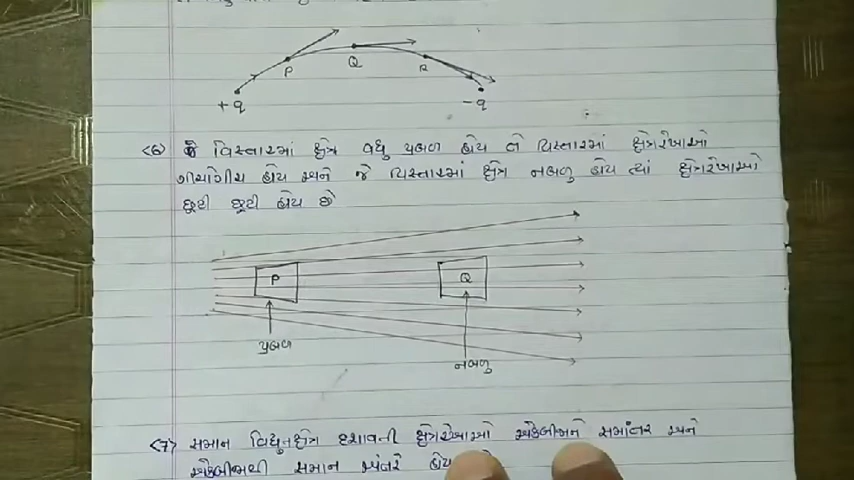 P
Q
R
+q
-q
<6> જે વિસ્તારમાં ક્ષેત્ર વધુ પ્રબળ હોય તે વિસ્તારમાં ક્ષેત્રરેખાઓ
ગીચોગીચ હોય અને જે વિસ્તારમાં ક્ષેત્ર નબળુ હોય ત્યાં ક્ષેત્રરેખાઓ
છૂટી છૂટી હોય છે
P
Q
પ્રબળ
નબળુ
<7> સમાન વિદ્યુતક્ષેત્ર દર્શાવતી ક્ષેત્રરેખાઓ એકબીજાને સમાંતર અને
એકબીજાથી સમાન અંતરે હોય